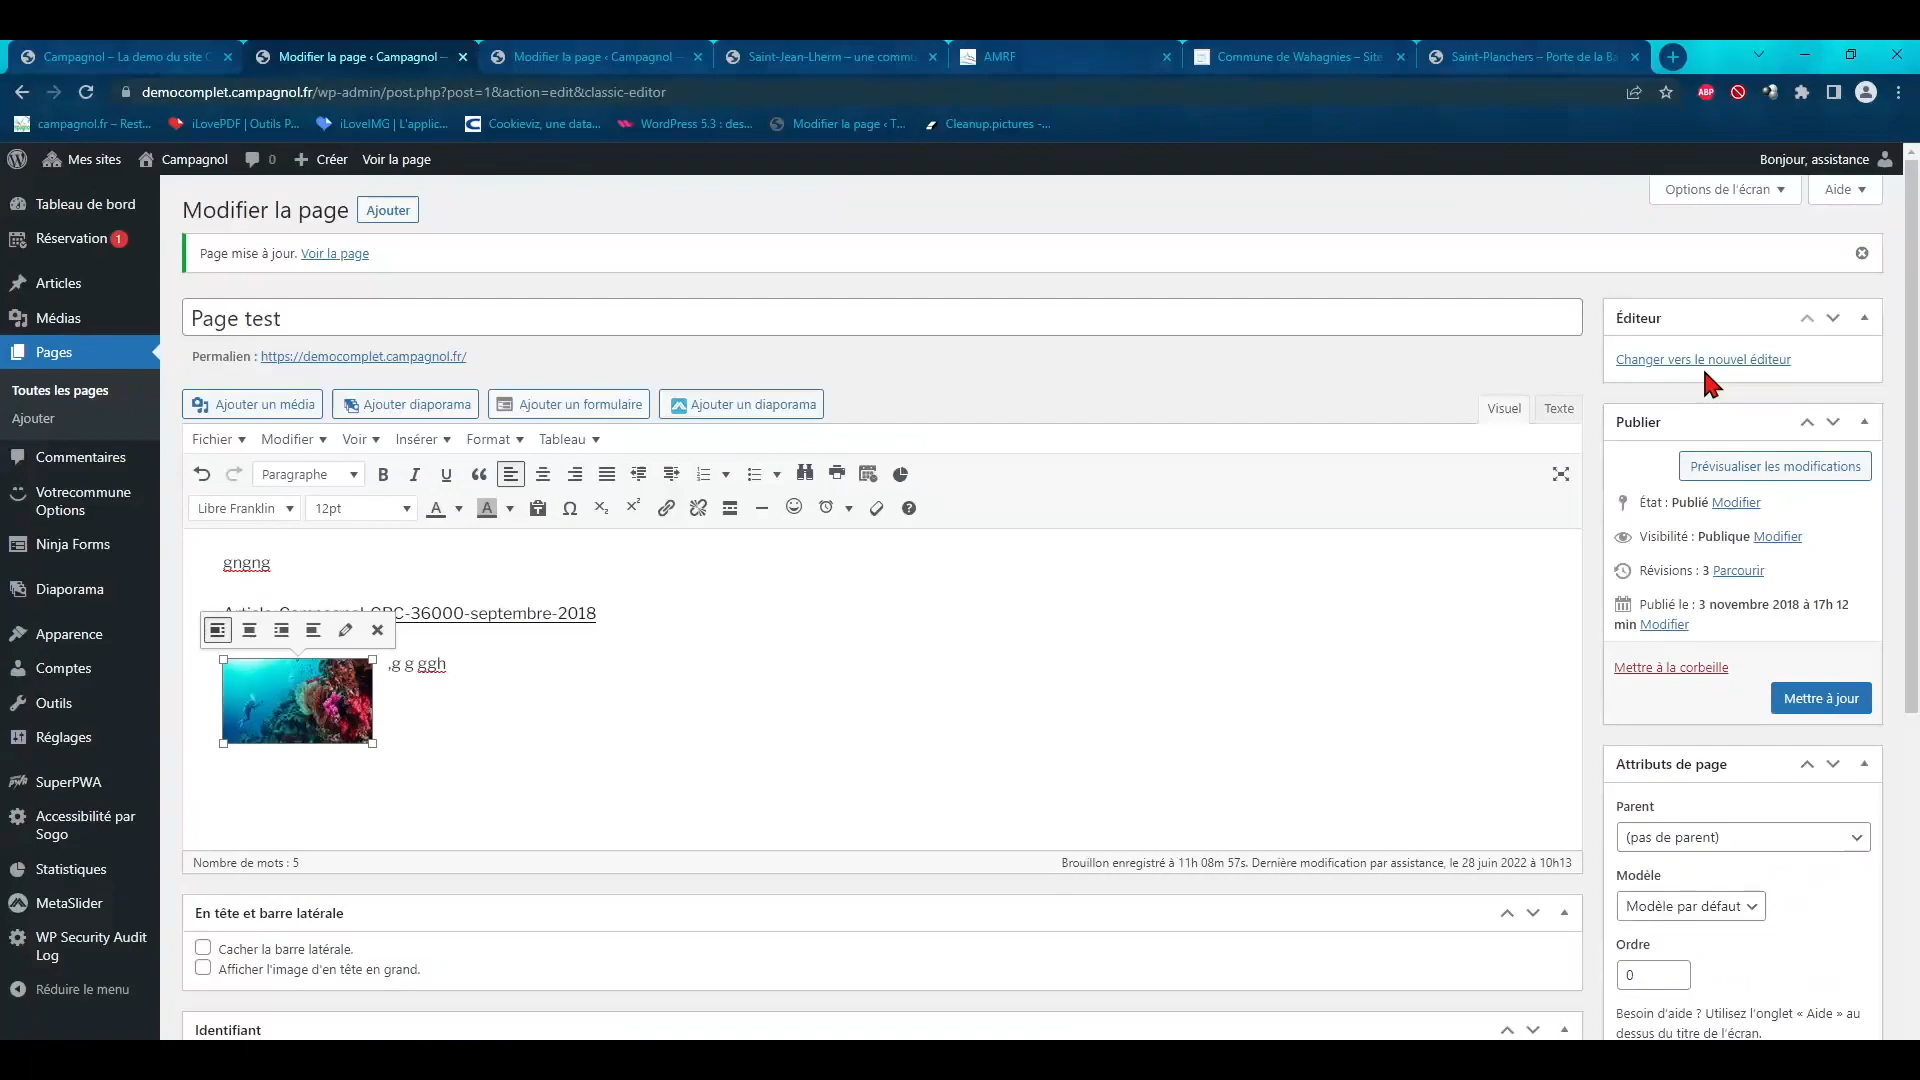 Campagnol – La demo du site C
Modifier la page ‹ Campagnol —
Modifier la page ‹ Campagnol —
Saint-Jean-Lherm – une commu
AMRF
Commune de Wahagnies – Site
Saint-Planchers – Porte de la Ba
democomplet.campagnol.fr/wp-admin/post.php?post=1&action=edit&classic-editor
ABP
campagnol.fr – Rest...
iLovePDF | Outils P...
iLoveIMG | L'applic...
Cookieviz, une data...
WordPress 5.3 : des...
Modifier la page ‹ T...
Cleanup.pictures -...
Mes sites
Campagnol
0
Créer
Voir la page
Bonjour, assistance
Tableau de bord
Réservation 1
Articles
Médias
Pages
Toutes les pages
Ajouter
Commentaires
Votrecommune
Options
Ninja Forms
Diaporama
Apparence
Comptes
Outils
Réglages
SuperPWA
Accessibilité par
Sogo
Statistiques
MetaSlider
WP Security Audit
Log
Réduire le menu
Options de l'écran
Aide
Modifier la page
Ajouter
Page mise à jour. Voir la page
Page test
Permalien : https://democomplet.campagnol.fr/
Ajouter un média
Ajouter diaporama
Ajouter un formulaire
Ajouter un diaporama
Visuel
Texte
Fichier
Modifier
Voir
Insérer
Format
Tableau
Paragraphe
B I U
Libre Franklin
12pt
gngng
Article-Campagnol-CRC-36000-septembre-2018
,g g ggh
Nombre de mots : 5
Brouillon enregistré à 11h 08m 57s. Dernière modification par assistance, le 28 juin 2022 à 10h13
En tête et barre latérale
Cacher la barre latérale.
Afficher l'image d'en tête en grand.
Identifiant
Éditeur
Changer vers le nouvel éditeur
Publier
Prévisualiser les modifications
État : Publié Modifier
Visibilité : Publique Modifier
Révisions : 3 Parcourir
Publié le : 3 novembre 2018 à 17h 12
min Modifier
Mettre à la corbeille
Mettre à jour
Attributs de page
Parent
(pas de parent)
Modèle
Modèle par défaut
Ordre
0
Besoin d'aide ? Utilisez l'onglet « Aide » au
dessus du titre de l'écran.